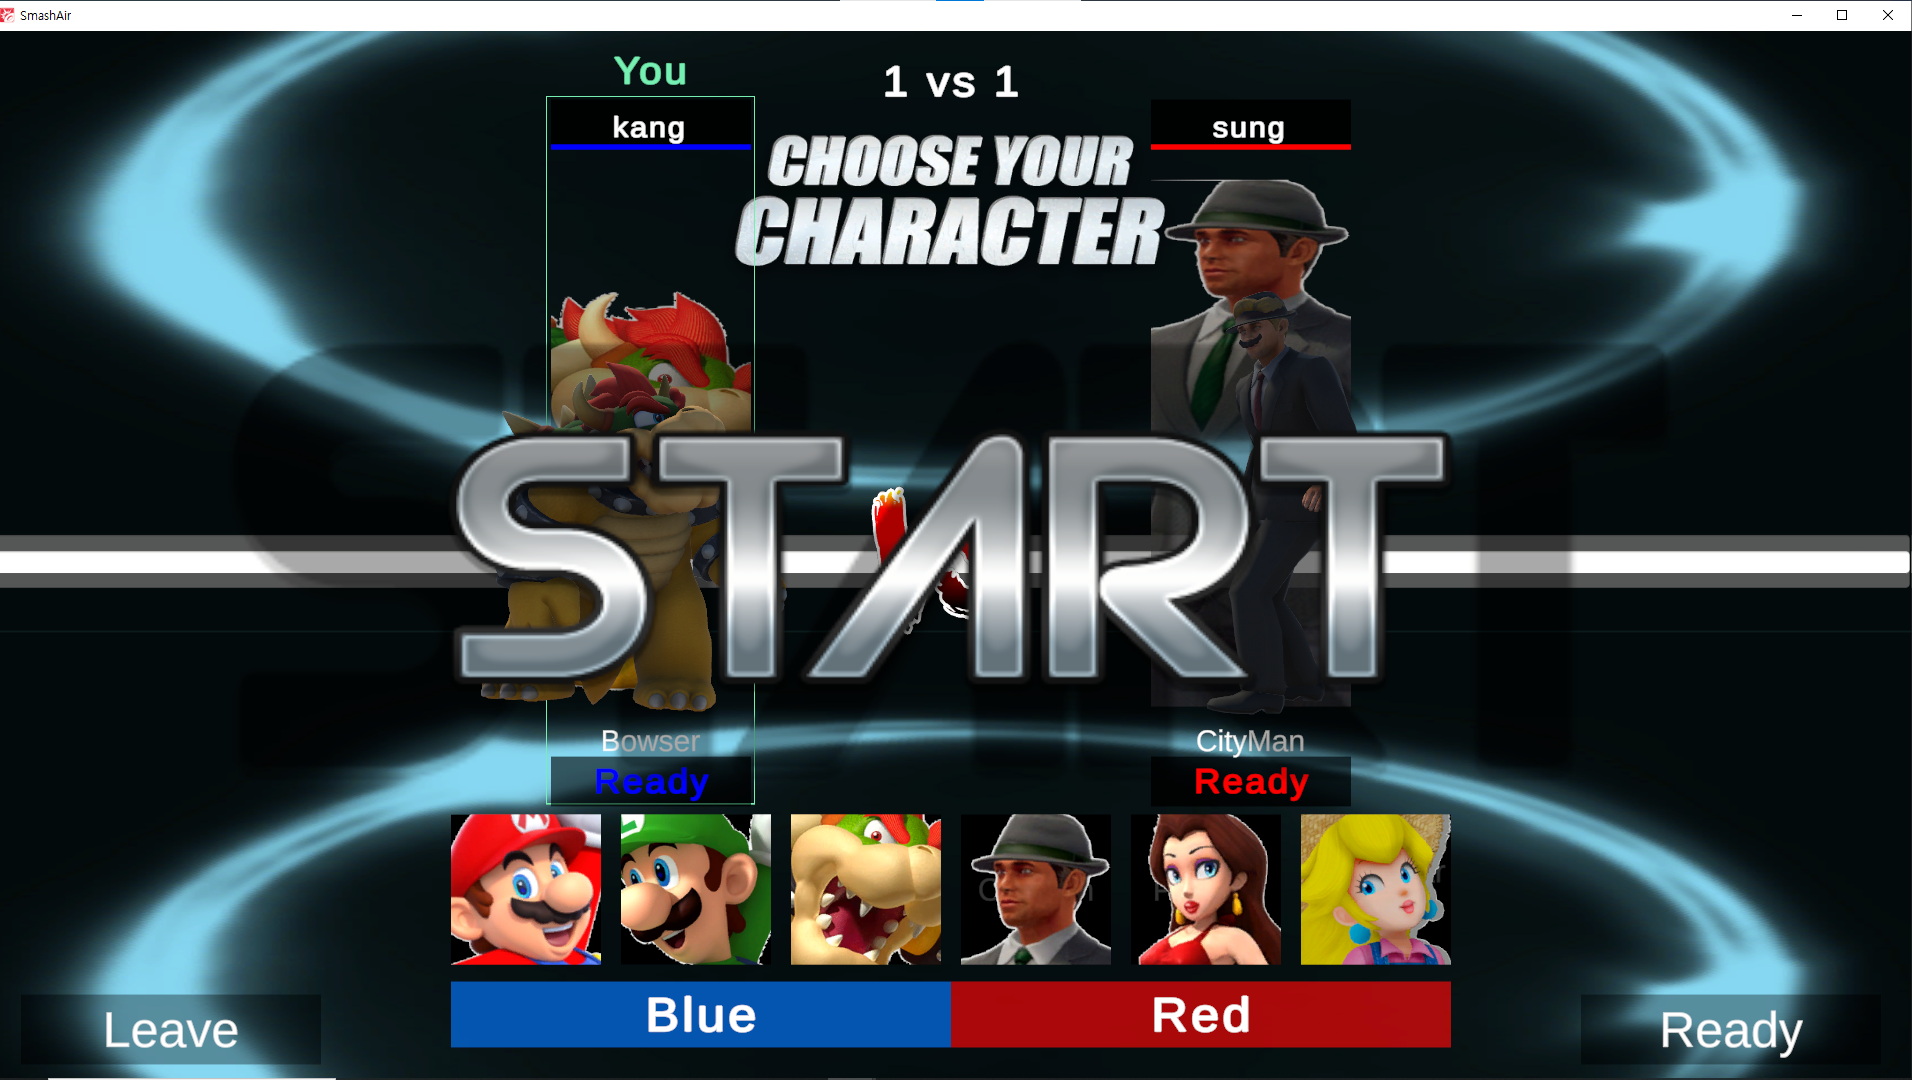 SmashAir
You
1 vs 1
kang
sung
CHOOSE YOUR
CHARACTER
START
Bowser
CityMan
Ready
Ready
Blue
Red
Leave
Ready